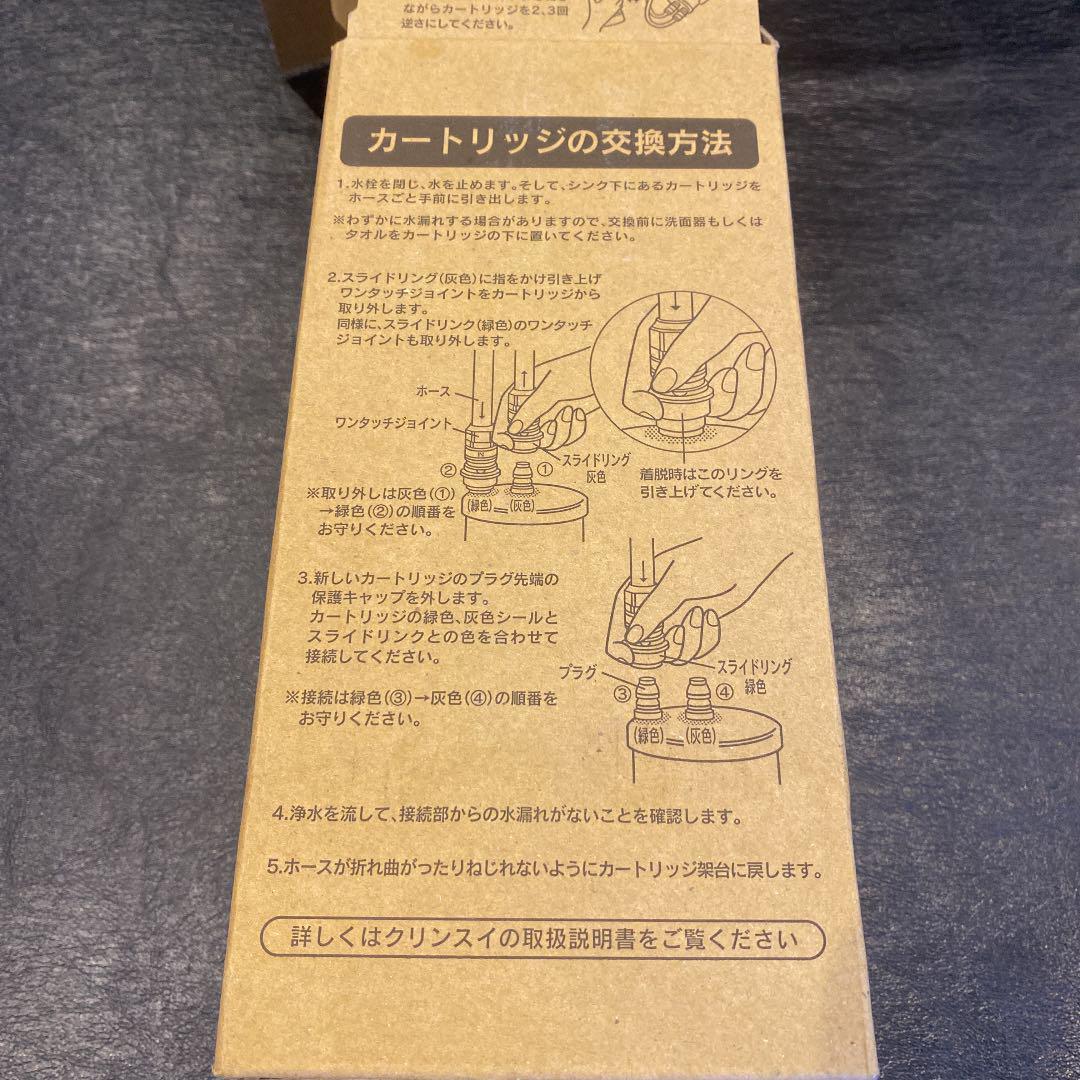 ながらカートリッジを2、3回
逆さにしてください。
カートリッジの交換方法
1.水栓を閉じ、水を止めます。そして、シンク下にあるカートリッジを
ホースごと手前に引き出します。
※わずかに水漏れする場合がありますので、交換前に洗面器もしくは
タオルをカートリッジの下に置いてください。
2.スライドリング(灰色)に指をかけ引き上げ
ワンタッチジョイントをカートリッジから
取り外します。
同様に、スライドリンク(緑色)のワンタッチ
ジョイントも取り外します。
ホース
ワンタッチジョイント
IN
②
①
スライドリング
灰色
(緑色)
(灰色)
着脱時はこのリングを
引き上げてください。
※取り外しは灰色(①)
→緑色(②)の順番を
お守りください。
3.新しいカートリッジのプラグ先端の
保護キャップを外します。
カートリッジの緑色、灰色シールと
スライドリンクとの色を合わせて
接続してください。
※接続は緑色(③)→灰色(④)の順番を
お守りください。
プラグ
スライドリング
緑色
③
④
(緑色)
(灰色)
4.浄水を流して、接続部からの水漏れがないことを確認します。
5.ホースが折れ曲がったりねじれないようにカートリッジ架台に戻します。
詳しくはクリンスイの取扱説明書をご覧ください